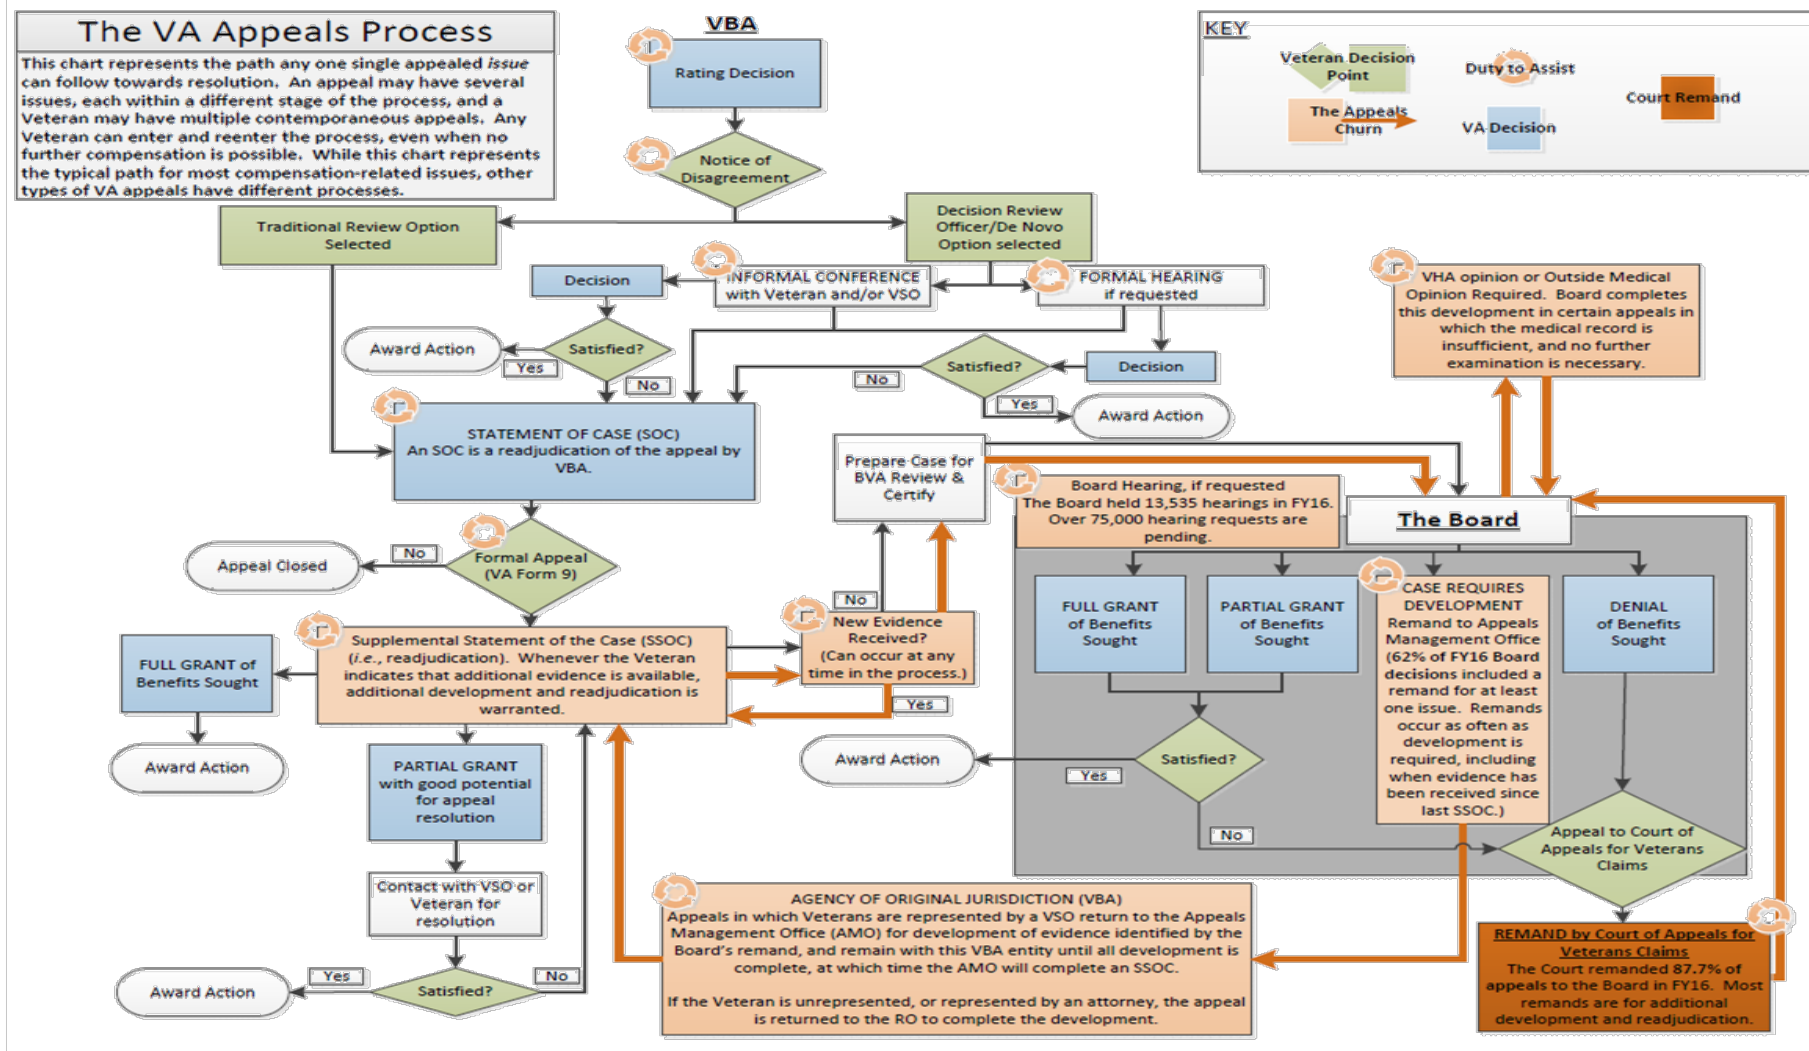 The VA Appeals Process
This chart represents the path any one single appealed issue
can follow towards resolution.  An appeal may have several
issues, each within a different stage of the process, and a
Veteran may have multiple contemporaneous appeals.  Any
Veteran can enter and reenter the process, even when no
further compensation is possible.  While this chart represents
the typical path for most compensation-related issues, other
types of VA appeals have different processes.
VBA
Rating Decision
KEY
Veteran Decision
Point
Duty to Assist
Court Remand
The Appeals
Churn
VA Decision
Notice of
Disagreement
Traditional Review Option
Selected
Decision Review
Officer/De Novo
Option selected
Decision
INFORMAL CONFERENCE
with Veteran and/or VSO
FORMAL HEARING
if requested
VHA opinion or Outside Medical
Opinion Required.  Board completes
this development in certain appeals in
which the medical record is
insufficient, and no further
examination is necessary.
Award Action
Yes
Satisfied?
No
Satisfied?
No
Yes
Decision
Award Action
STATEMENT OF CASE (SOC)
An SOC is a readjudication of the appeal by
VBA.
Prepare Case for
BVA Review &
Certify
Board Hearing, if requested
The Board held 13,535 hearings in FY16.
Over 75,000 hearing requests are
pending.
The Board
Appeal Closed
No
Formal Appeal
(VA Form 9)
No
New Evidence
Received?
(Can occur at any
time in the process.)
Yes
FULL GRANT
of Benefits
Sought
PARTIAL GRANT
of Benefits
Sought
CASE REQUIRES
DEVELOPMENT
Remand to Appeals
Management Office
(62% of FY16 Board
decisions included a
remand for at least
one issue.  Remands
occur as often as
development is
required, including
when evidence has
been received since
last SSOC.)
DENIAL
of Benefits
Sought
FULL GRANT of
Benefits Sought
Supplemental Statement of the Case (SSOC)
(i.e., readjudication).  Whenever the Veteran
indicates that additional evidence is available,
additional development and readjudication is
warranted.
Award Action
PARTIAL GRANT
with good potential
for appeal
resolution
Award Action
Yes
Satisfied?
No
Appeal to Court of
Appeals for Veterans
Claims
Contact with VSO or
Veteran for
resolution
Award Action
Yes
Satisfied?
No
AGENCY OF ORIGINAL JURISDICTION (VBA)
Appeals in which Veterans are represented by a VSO return to the Appeals
Management Office (AMO) for development of evidence identified by the
Board's remand, and remain with this VBA entity until all development is
complete, at which time the AMO will complete an SSOC.
If the Veteran is unrepresented, or represented by an attorney, the appeal
is returned to the RO to complete the development.
REMAND by Court of Appeals for
Veterans Claims
The Court remanded 87.7% of
appeals to the Board in FY16.  Most
remands are for additional
development and readjudication.